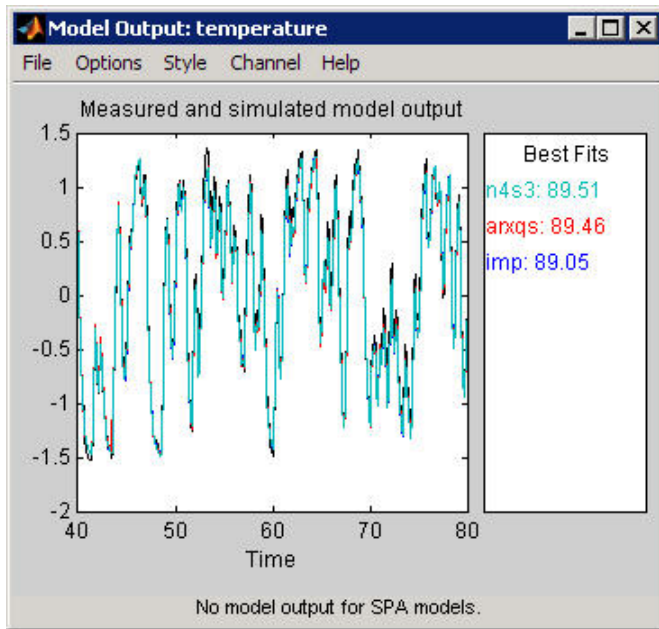 Model Output: temperature
File Options Style Channel Help
Measured and simulated model output
1.5
1
0.5
0
-0.5
-1
-1.5
-2
40 50 60 70 80
Time
Best Fits
n4s3: 89.51
arxqs: 89.46
imp: 89.05
No model output for SPA models.